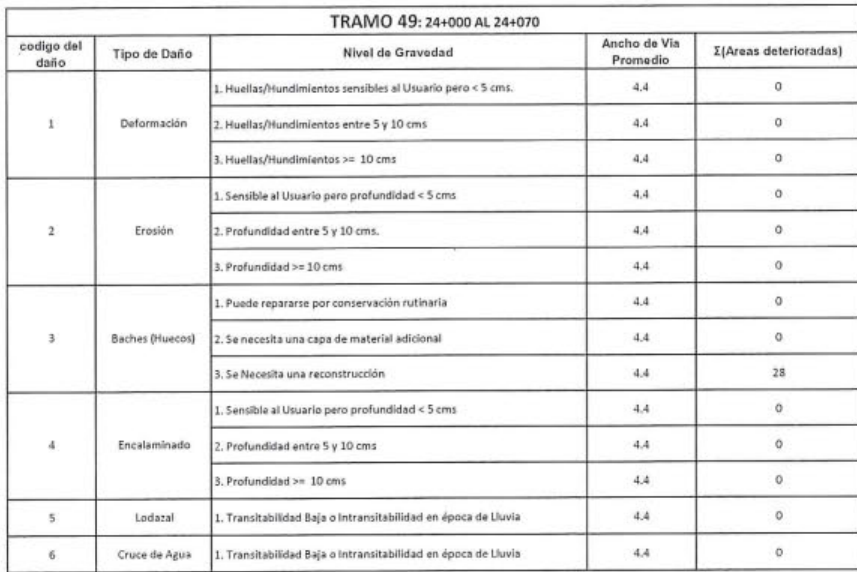 TRAMO 49: 24+000 AL 24+070
codigo del daño Tipo de Daño Nivel de Gravedad Ancho de Via Promedio Σ(Areas deterioradas)
1. Huellas/Hundimientos sensibles al Usuario pero < 5 cms. 4.4 0
1 Deformación 2. Huellas/Hundimientos entre 5 y 10 cms 4.4 0
3. Huellas/Hundimientos >= 10 cms 4.4 0
1. Sensible al Usuario pero profundidad < 5 cms 4.4 0
2 Erosión 2. Profundidad entre 5 y 10 cms. 4.4 0
3. Profundidad >= 10 cms 4.4 0
1. Puede repararse por conservación rutinaria 4.4 0
3 Baches (Huecos) 2. Se necesita una capa de material adicional 4.4 0
3. Se Necesita una reconstrucción 4.4 28
1. Sensible al Usuario pero profundidad < 5 cms 4.4 0
4 Encalaminado 2. Profundidad entre 5 y 10 cms 4.4 0
3. Profundidad >= 10 cms 4.4 0
5 Lodazal 1. Transitabilidad Baja o Intransitabilidad en época de Lluvia 4.4 0
6 Cruce de Agua 1. Transitabilidad Baja o Intransitabilidad en época de Lluvia 4.4 0